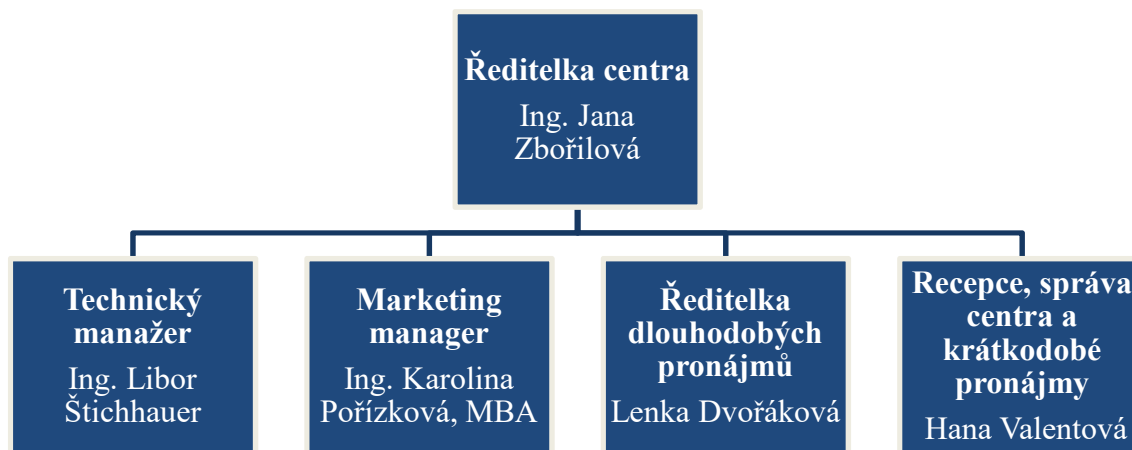 Ředitelka centra
Ing. Jana
Zbořilová
Technický
manažer
Ing. Libor
Štichhauer
Marketing
manager
Ing. Karolina
Pořízková, MBA
Ředitelka
dlouhodobých
pronájmů
Lenka Dvořáková
Recepce, správa
centra a
krátkodobé
pronájmy
Hana Valentová